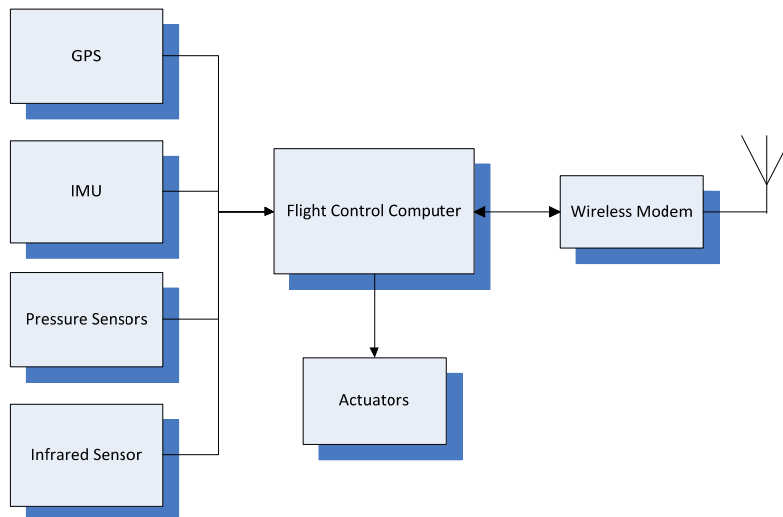 GPS
IMU
Flight Control Computer
Wireless Modem
Pressure Sensors
Actuators
Infrared Sensor